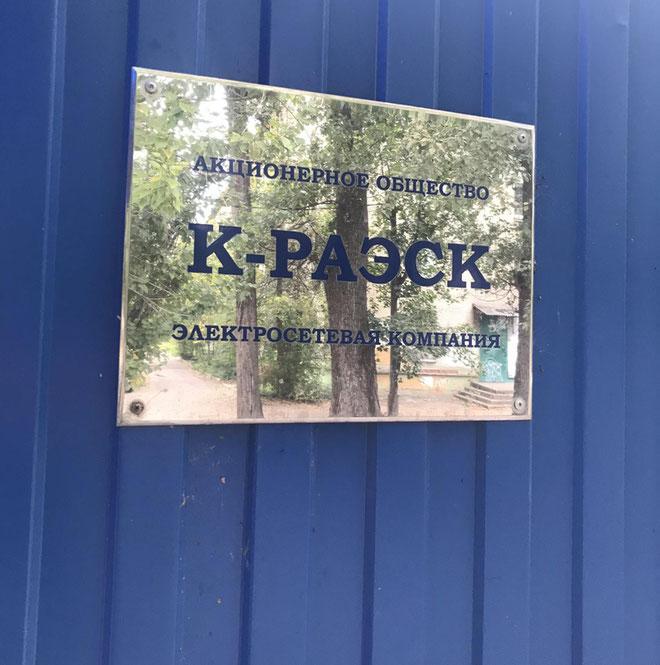 АКЦИОНЕРНОЕ ОБЩЕСТВО
К-РАЭСК
ЭЛЕКТРОСЕТЕВАЯ КОМПАНИЯ